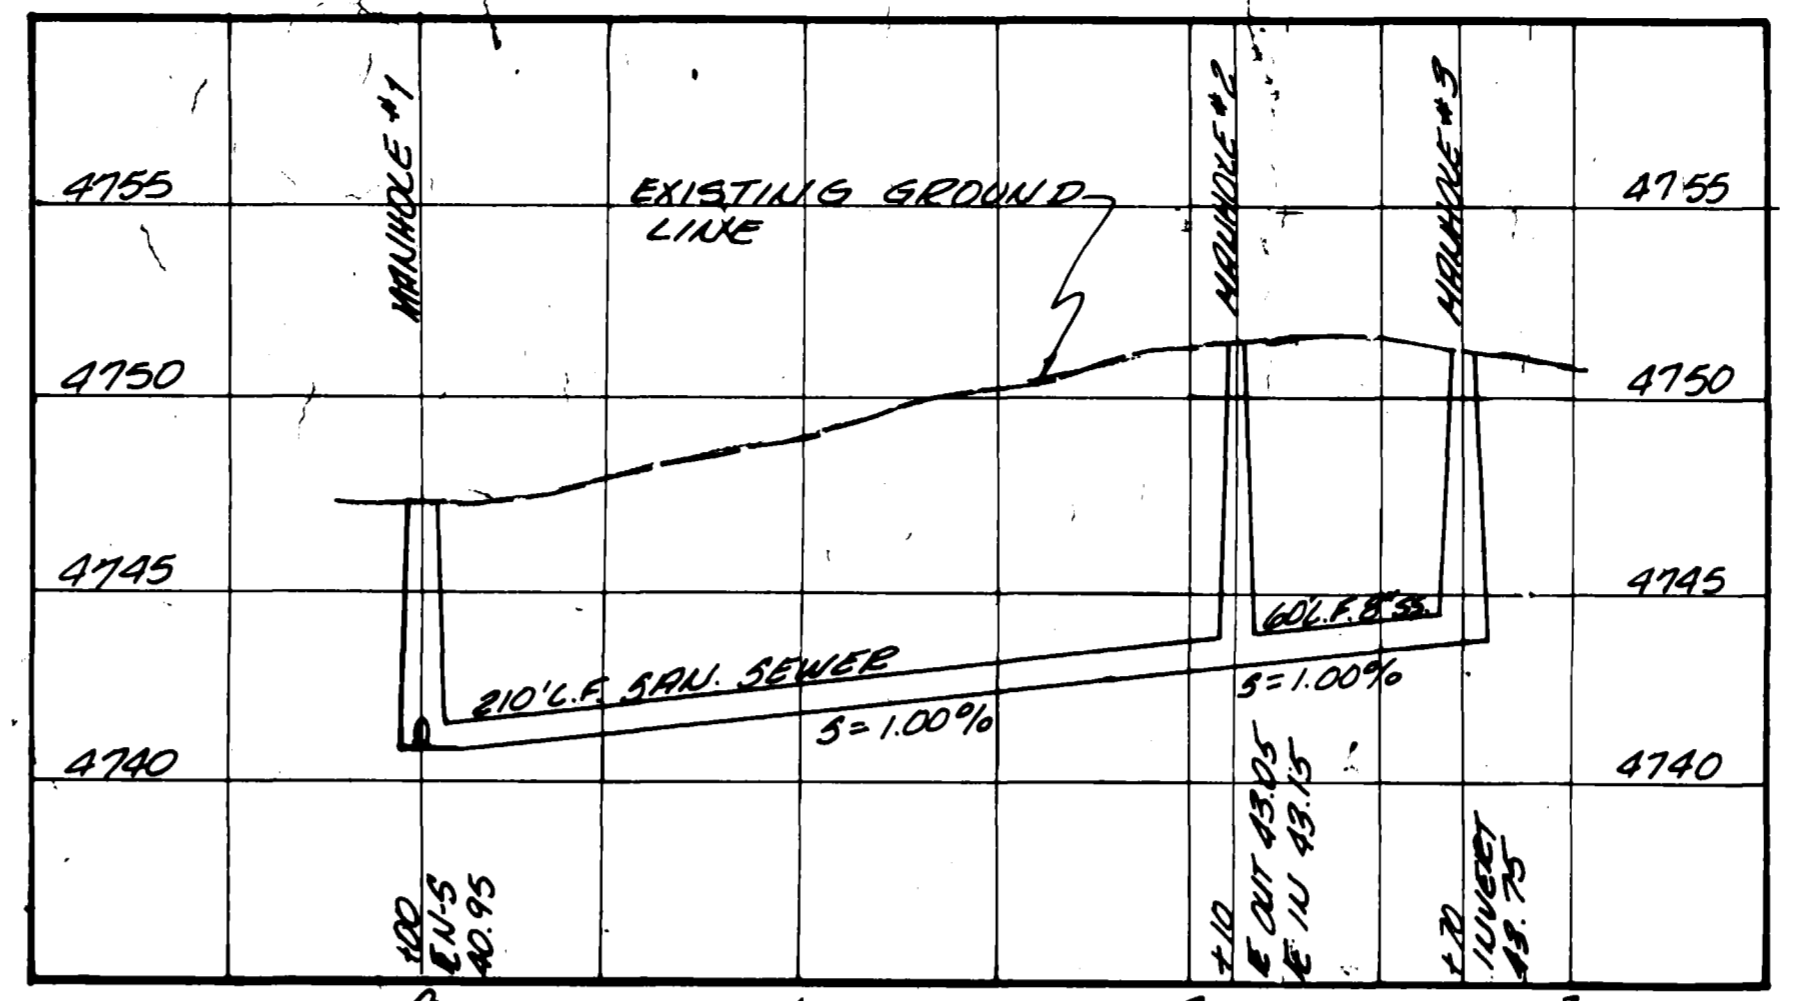 MANHOLE #1
MANHOLE #2
MANHOLE #3
4755
EXISTING GROUND
LINE
4755
4750
4750
4745
4745
60' L.F. 8" SS.
210' L.F. SAN. SEWER
S=1.00%
S=1.00%
4740
4740
+00
N-S
40.95
+10
OUT 43.05
IN 43.15
+70
INVERT
43.75